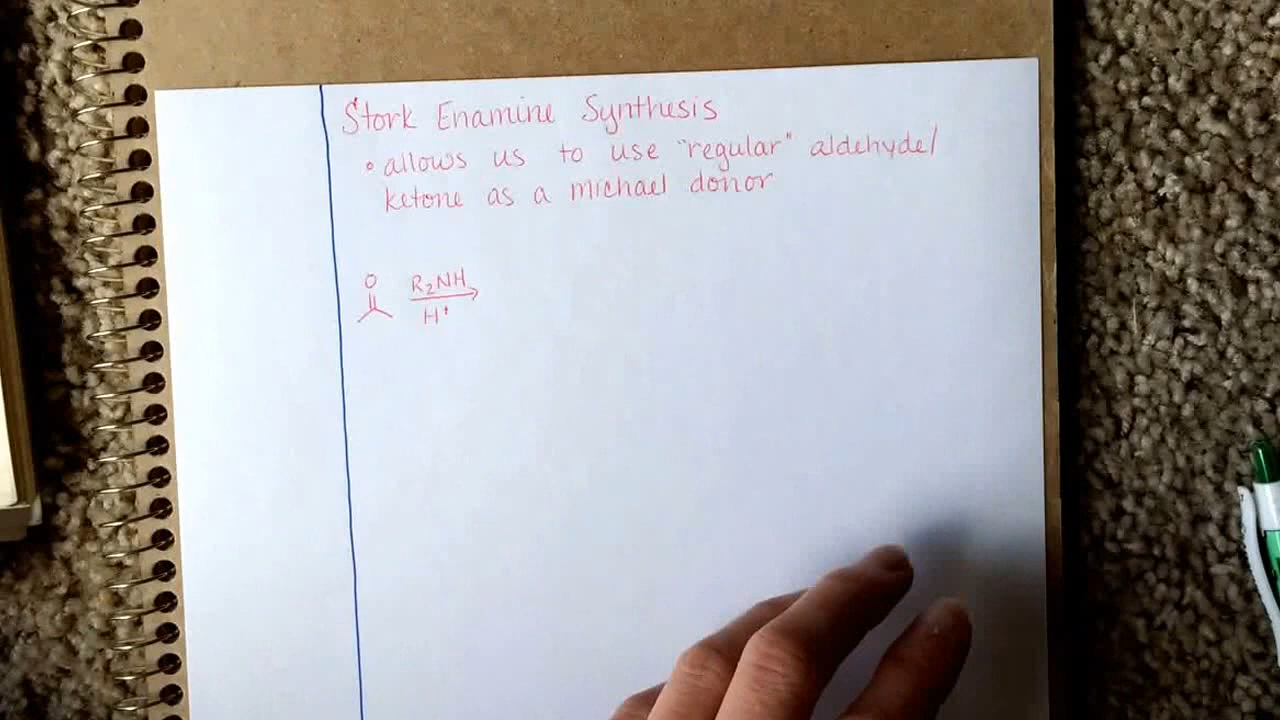 Stork Enamine Synthesis
• allows us to use "regular" aldehyde/
ketone as a michael donor
O
R₂NH
H⁺